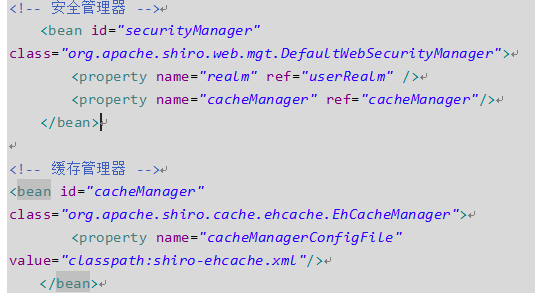 <!-- 安全管理器 -->
<bean id="securityManager"
class="org.apache.shiro.web.mgt.DefaultWebSecurityManager">
<property name="realm" ref="userRealm" />
<property name="cacheManager" ref="cacheManager"/>
</bean>
<!-- 缓存管理器 -->
<bean id="cacheManager"
class="org.apache.shiro.cache.ehcache.EhCacheManager">
<property name="cacheManagerConfigFile"
value="classpath:shiro-ehcache.xml"/>
</bean>